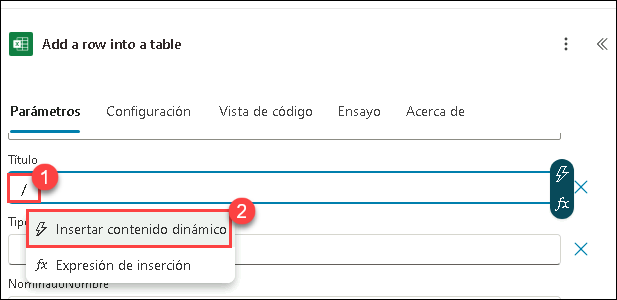 Add a row into a table
Parámetros Configuración Vista de código Ensayo Acerca de
Título
1
/
fx
Tipo
2
Insertar contenido dinámico
fx Expresión de inserción
NominadoNombre